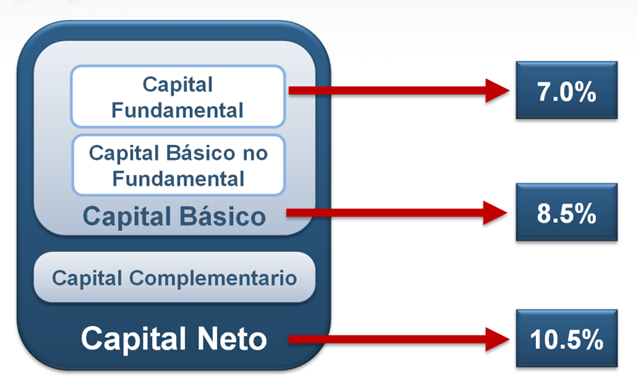 Capital
Fundamental
7.0%
Capital Básico no
Fundamental
Capital Básico
8.5%
Capital Complementario
Capital Neto
10.5%